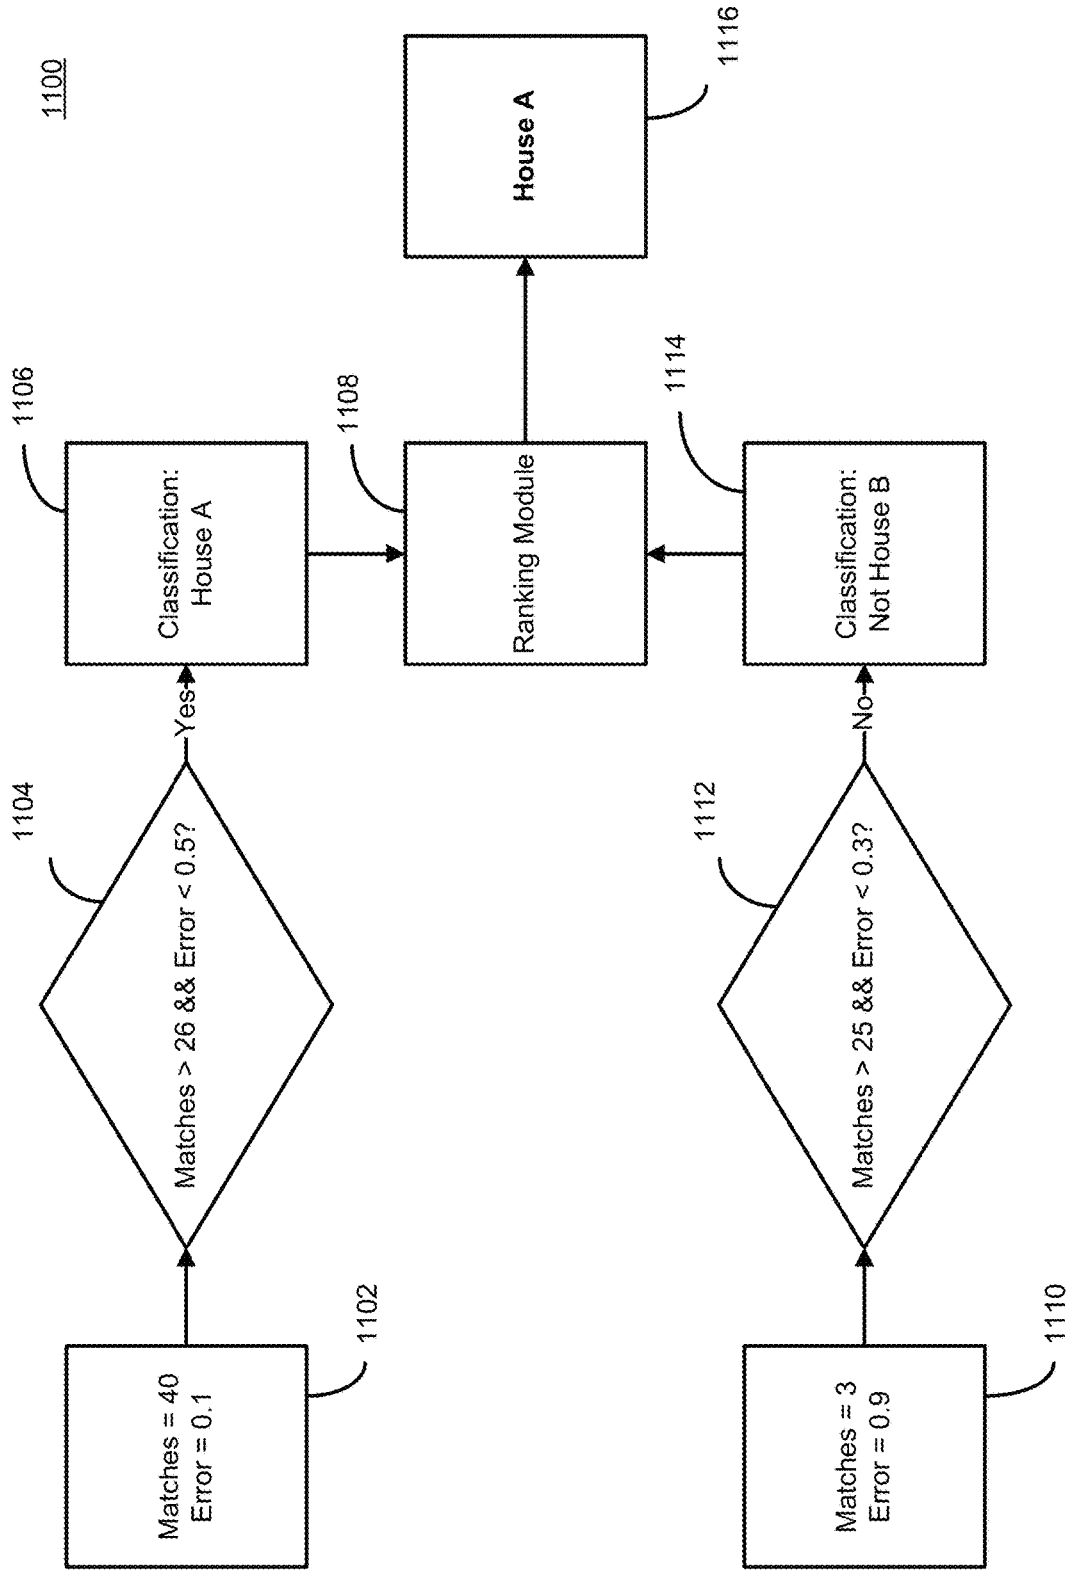 1100
Matches = 40
Error = 0.1
1102
Matches > 26 && Error < 0.5?
1104
Yes
Classification:
House A
1106
Ranking Module
1108
House A
1116
Matches = 3
Error = 0.9
1110
Matches > 25 && Error < 0.3?
1112
No
Classification:
Not House B
1114